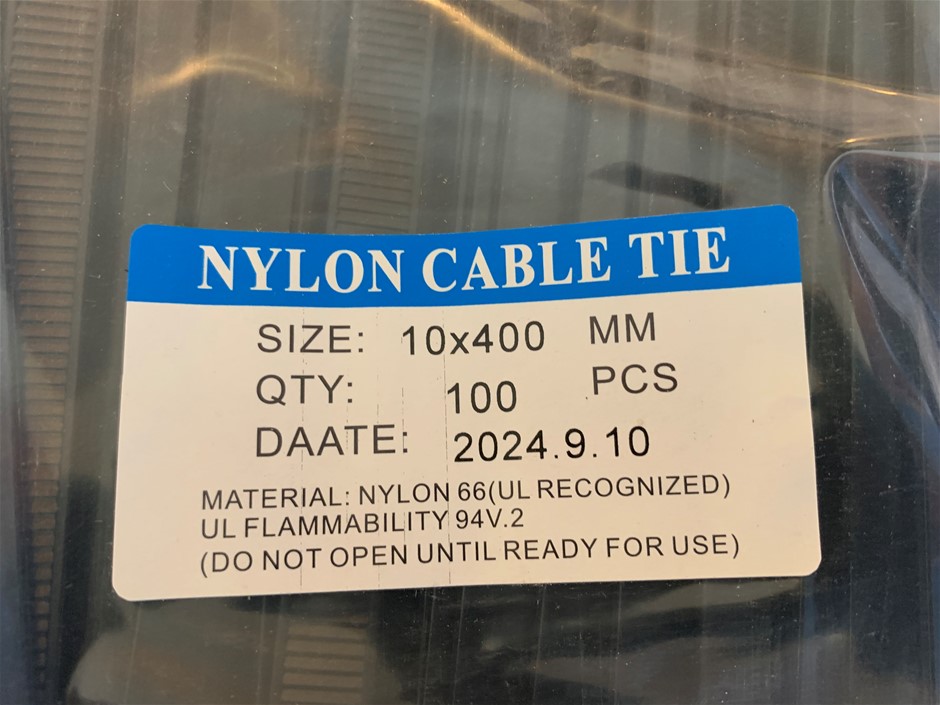 NYLON CABLE TIE
SIZE: 10x400 MM
QTY: 100 PCS
DAATE: 2024.9.10
MATERIAL: NYLON 66(UL RECOGNIZED)
UL FLAMMABILITY 94V.2
(DO NOT OPEN UNTIL READY FOR USE)